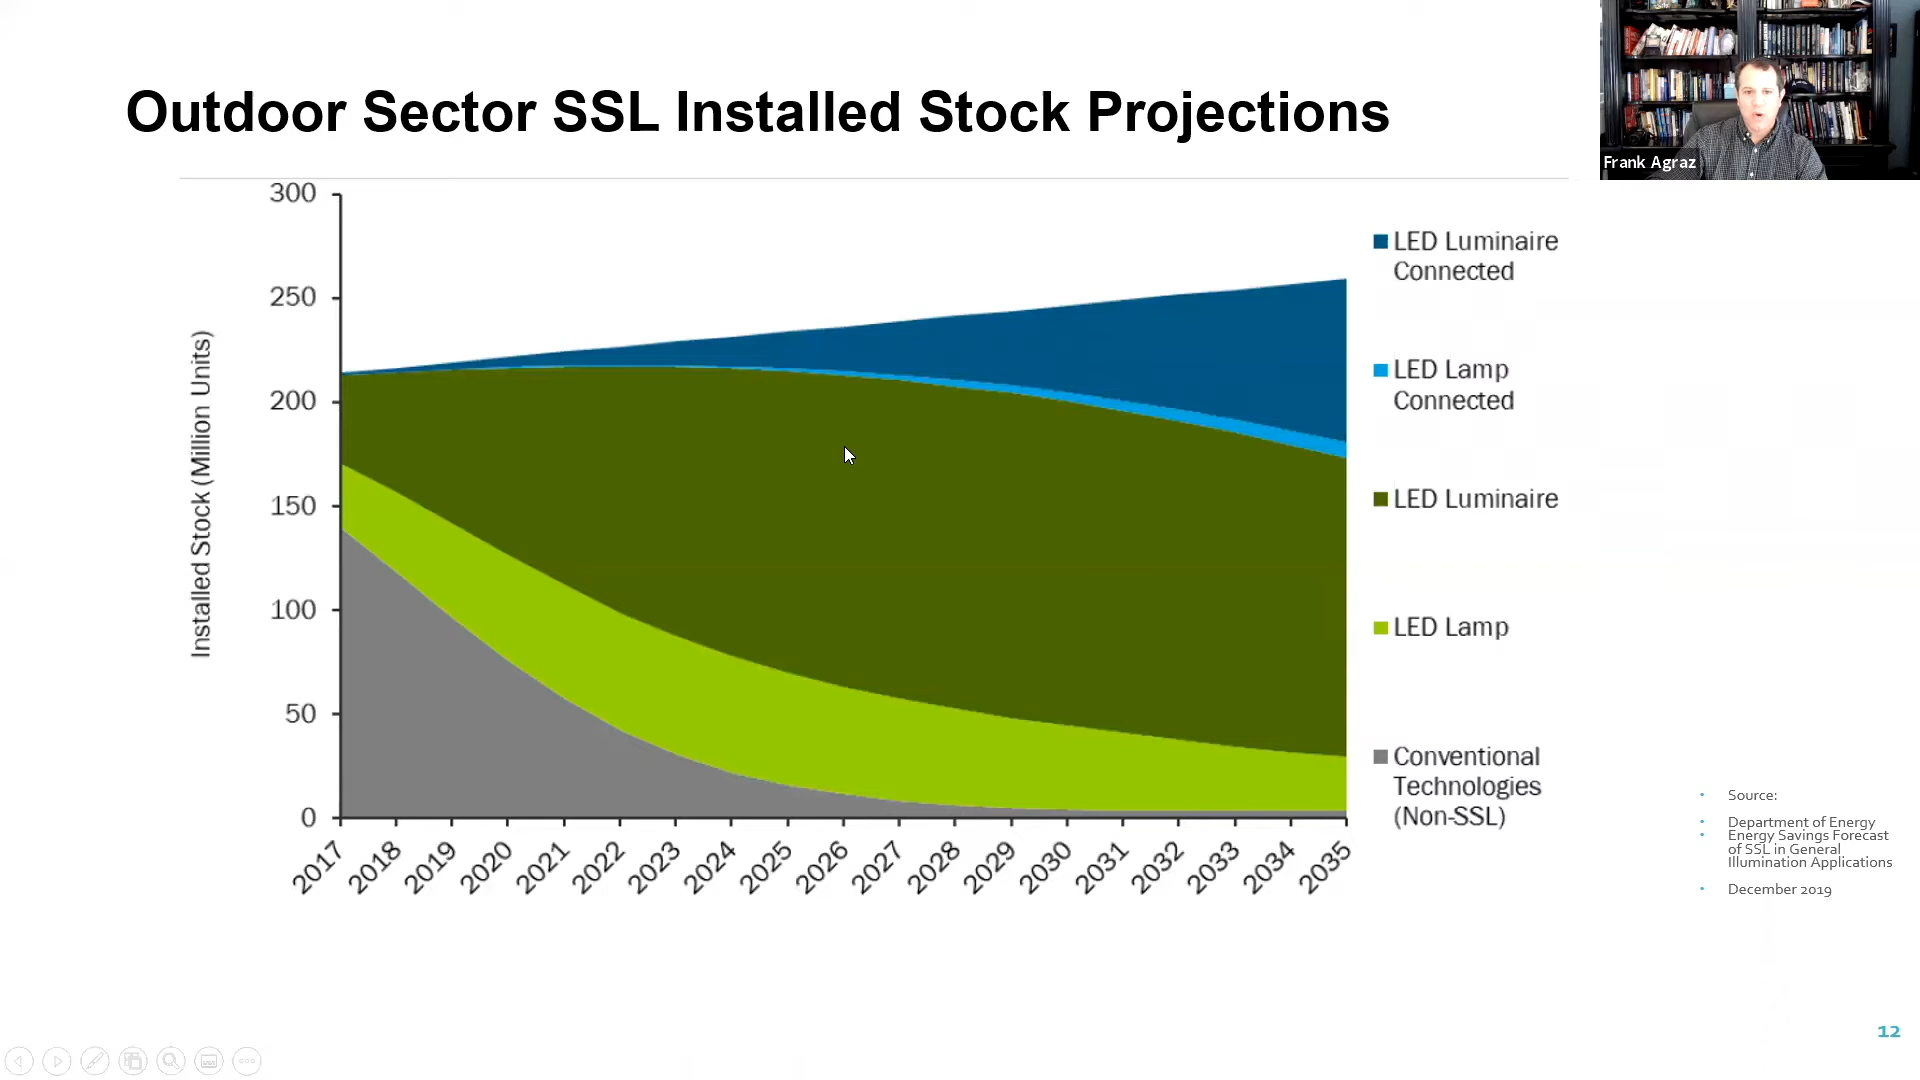 Outdoor Sector SSL Installed Stock Projections
Frank Agraz
300
250
200
150
100
50
0
Installed Stock (Million Units)
2017
2018
2019
2020
2021
2022
2023
2024
2025
2026
2027
2028
2029
2030
2031
2032
2033
2034
2035
LED Luminaire
Connected
LED Lamp
Connected
LED Luminaire
LED Lamp
Conventional
Technologies
(Non-SSL)
• Source:
• Department of Energy
• Energy Savings Forecast
of SSL in General
Illumination Applications
• December 2019
12